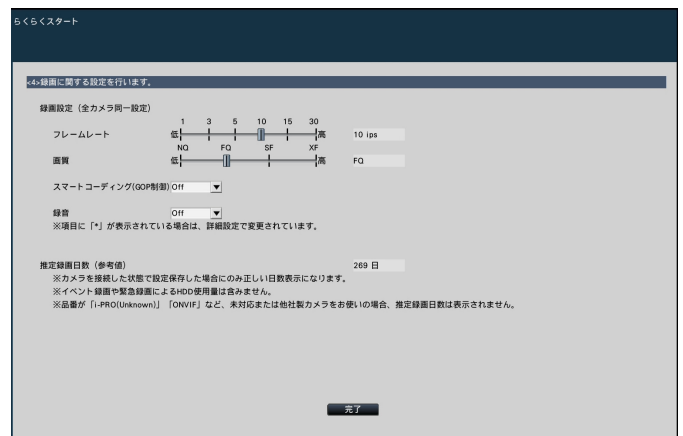 らくらくスタート
<4>録画に関する設定を行います。
録画設定（全カメラ同一設定）
1 3 5 10 15 30
フレームレート 低 高 10 ips
NQ FQ SF XF
画質 低 高 FQ
スマートコーディング(GOP制御) Off
録音 Off
※項目に「*」が表示されている場合は、詳細設定で変更されています。
推定録画日数（参考値） 269 日
※カメラを接続した状態で設定保存した場合にのみ正しい日数表示になります。
※イベント録画や緊急録画によるHDD使用量は含みません。
※品番が「i-PRO(Unknown)」「ONVIF」など、未対応または他社製カメラをお使いの場合、推定録画日数は表示されません。
完了